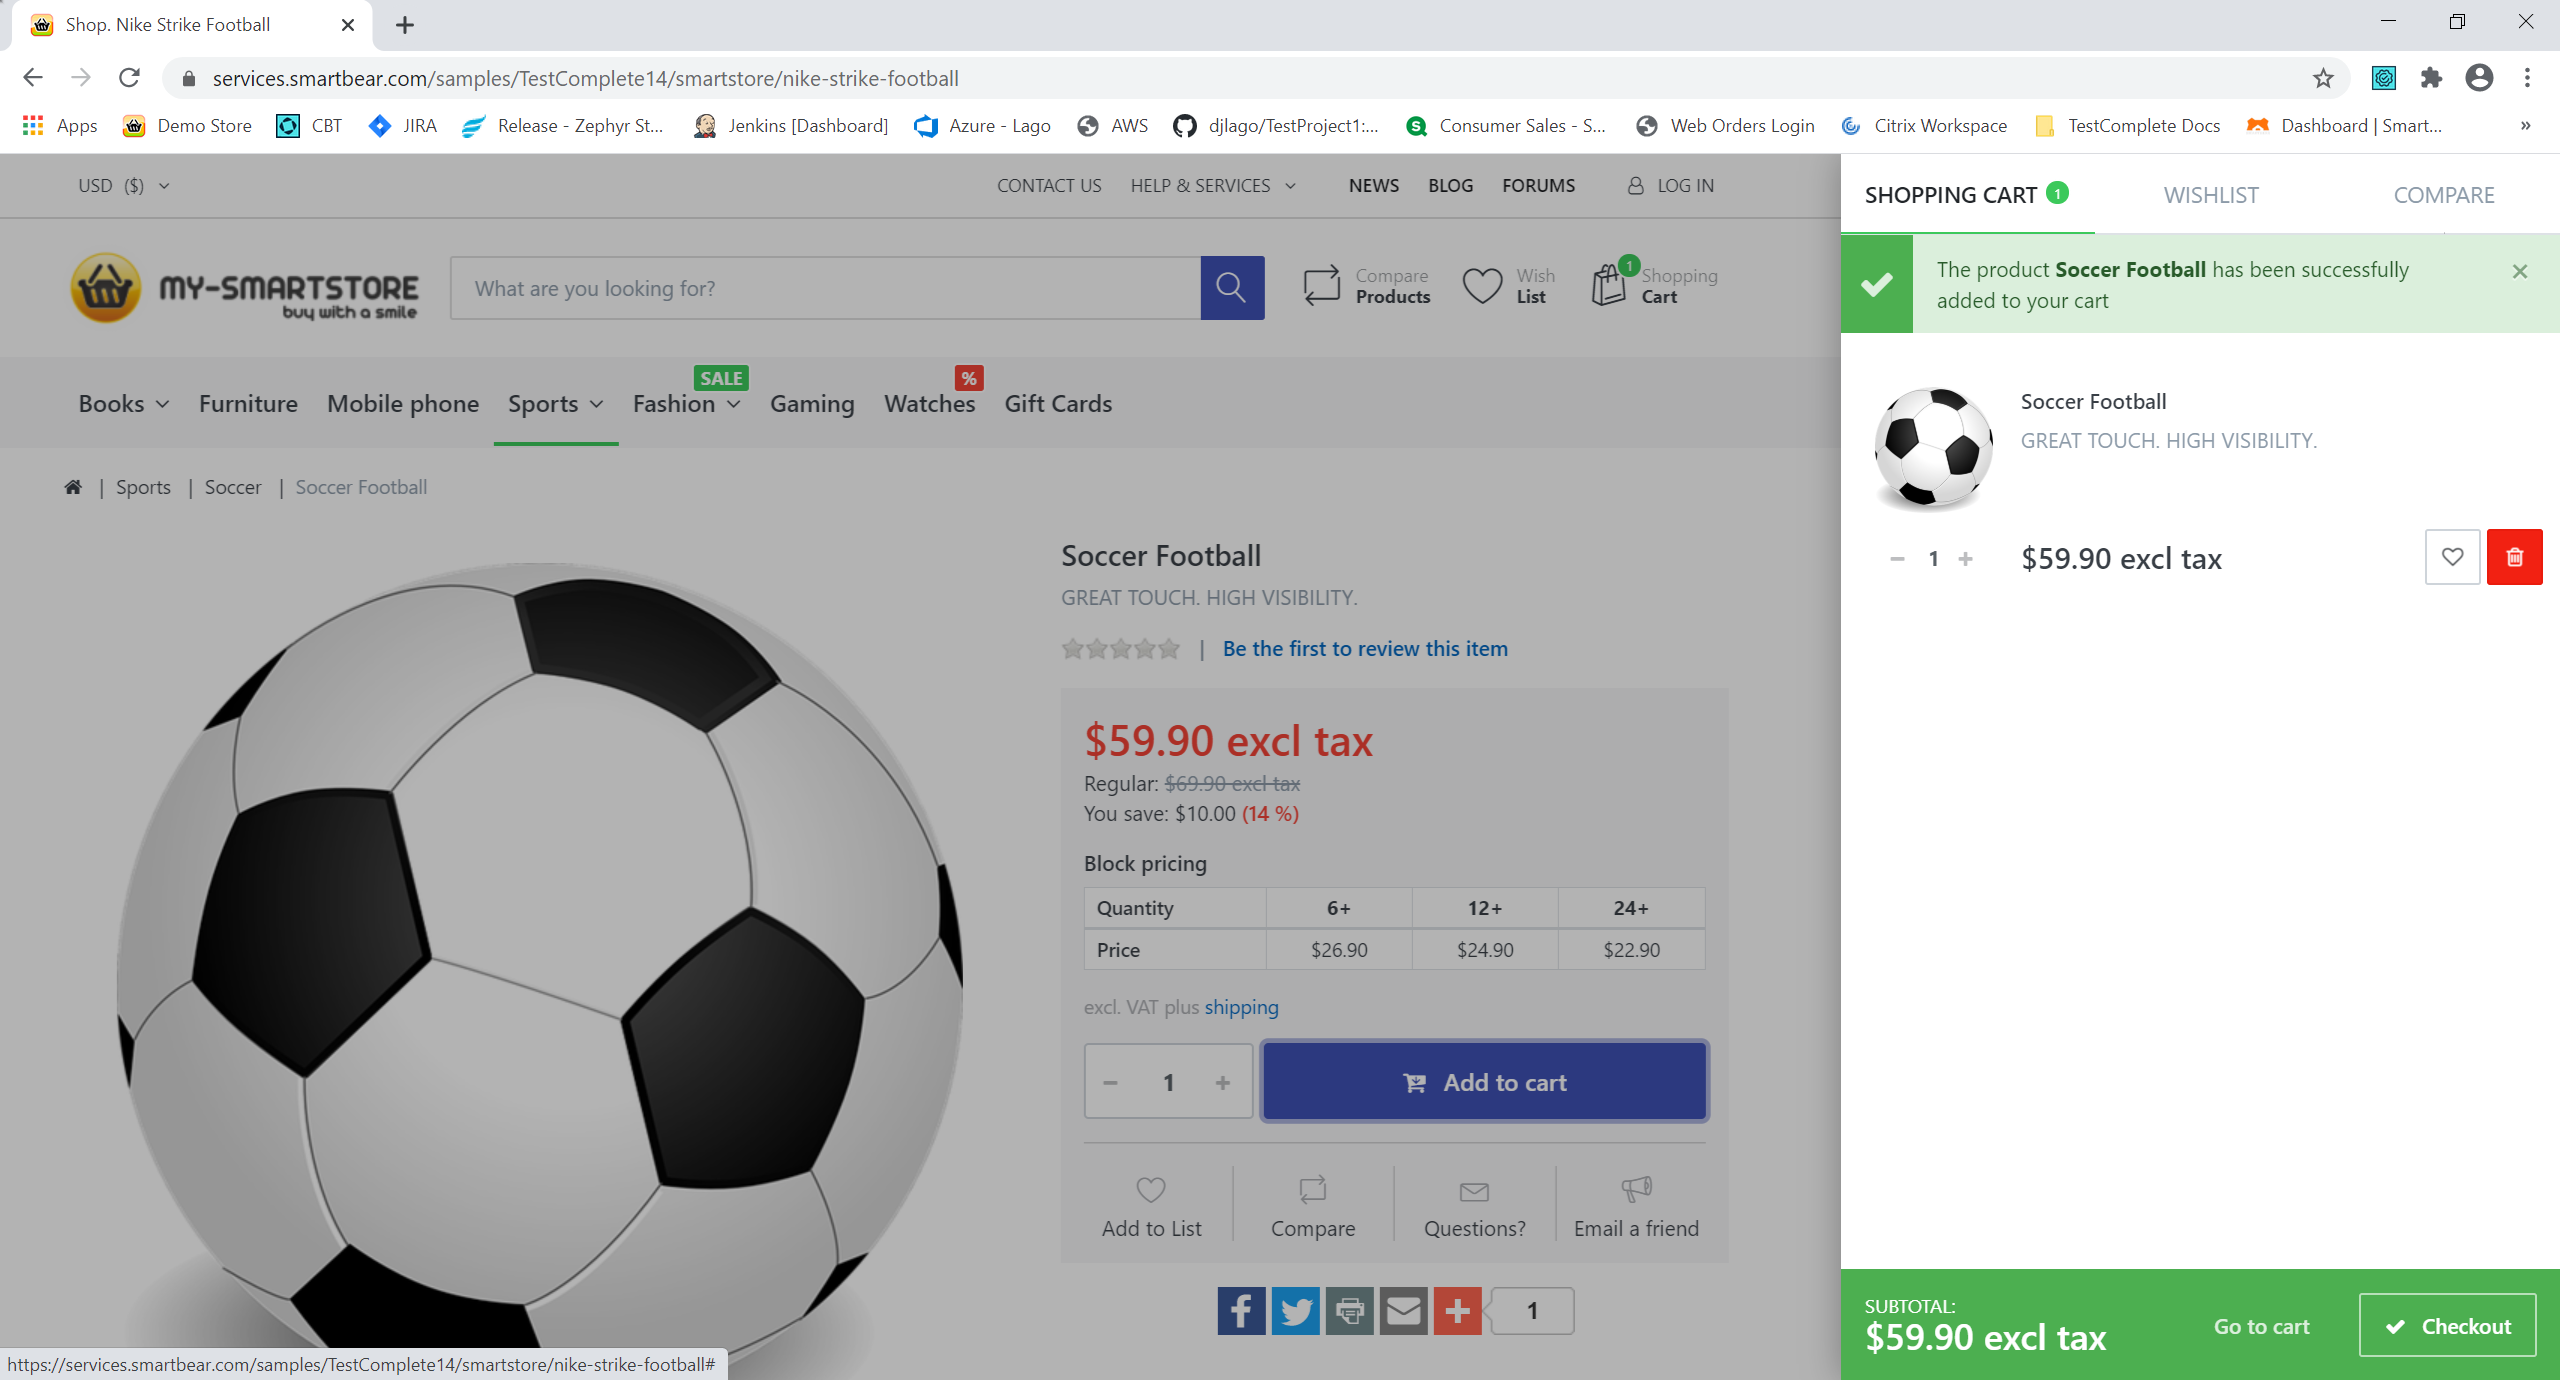 Shop. Nike Strike Football
services.smartbear.com/samples/TestComplete14/smartstore/nike-strike-football
Apps Demo Store CBT JIRA Release - Zephyr St... Jenkins [Dashboard] Azure - Lago AWS djlago/TestProject1:... Consumer Sales - S... Web Orders Login Citrix Workspace TestComplete Docs Dashboard | Smart... »
USD ($) CONTACT US HELP & SERVICES NEWS BLOG FORUMS LOG IN
MY-SMARTSTORE
buy with a smile
What are you looking for?
Compare
Products
Wish
List
1
Shopping
Cart
SALE %
Books Furniture Mobile phone Sports Fashion Gaming Watches Gift Cards
| Sports | Soccer | Soccer Football
Soccer Football
GREAT TOUCH. HIGH VISIBILITY.
| Be the first to review this item
$59.90 excl tax
Regular: $69.90 excl tax
You save: $10.00 (14 %)
Block pricing
Quantity 6+ 12+ 24+
Price $26.90 $24.90 $22.90
excl. VAT plus shipping
− 1 + Add to cart
Add to List Compare Questions? Email a friend
1
https://services.smartbear.com/samples/TestComplete14/smartstore/nike-strike-football#
SHOPPING CART 1 WISHLIST COMPARE
The product Soccer Football has been successfully
added to your cart
Soccer Football
GREAT TOUCH. HIGH VISIBILITY.
− 1 + $59.90 excl tax
SUBTOTAL:
$59.90 excl tax
Go to cart Checkout